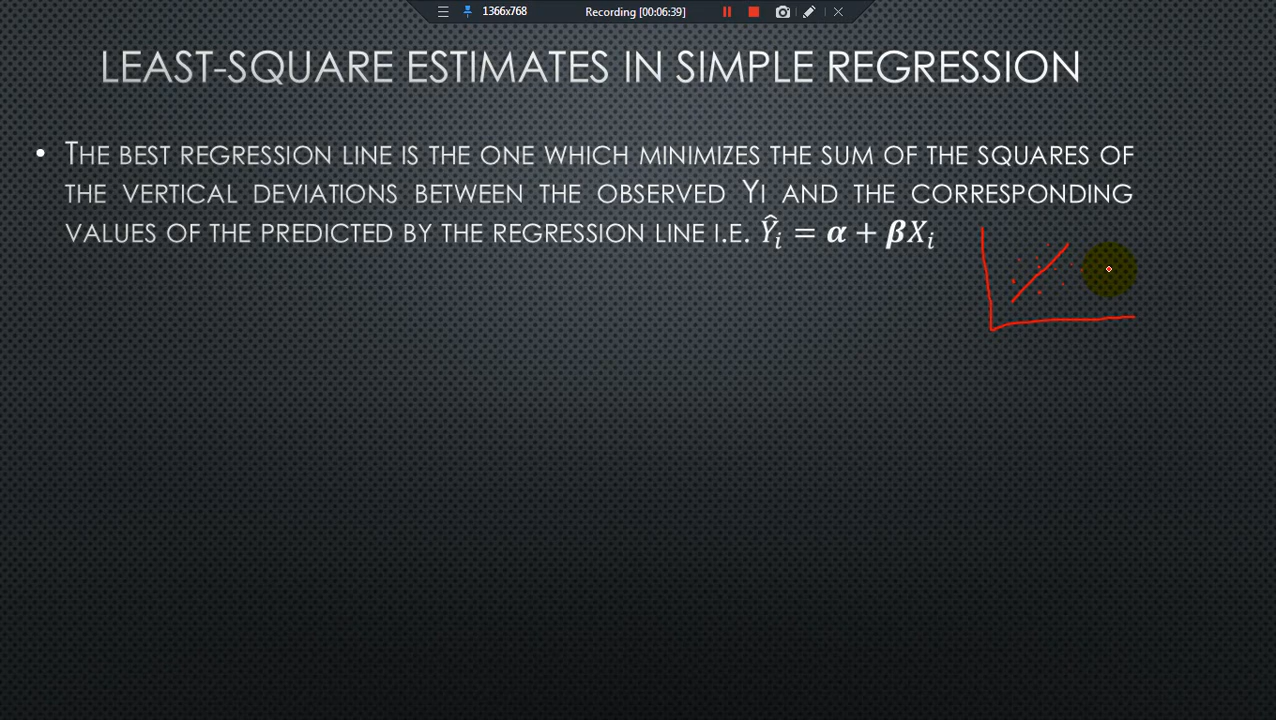 1366x768 Recording [00:06:39]
LEAST-SQUARE ESTIMATES IN SIMPLE REGRESSION
• THE BEST REGRESSION LINE IS THE ONE WHICH MINIMIZES THE SUM OF THE SQUARES OF
THE VERTICAL DEVIATIONS BETWEEN THE OBSERVED YI AND THE CORRESPONDING
VALUES OF THE PREDICTED BY THE REGRESSION LINE I.E. Ŷᵢ = α + βXᵢ